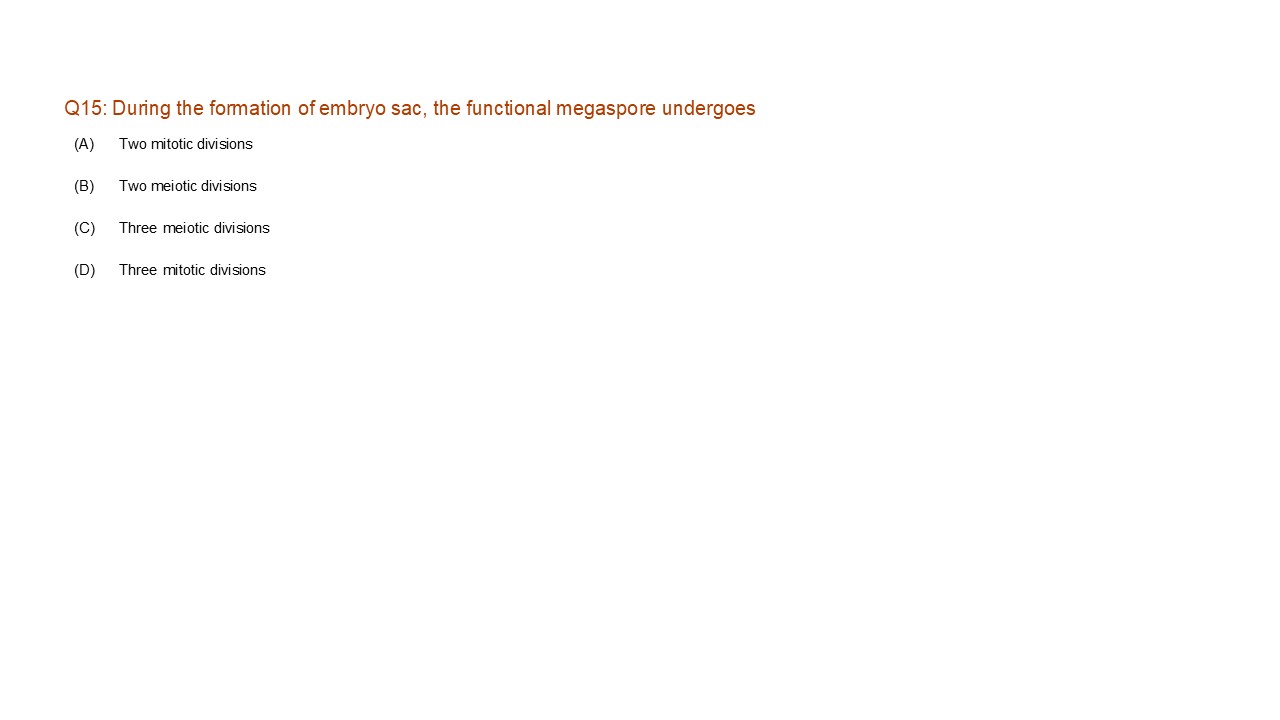 Q15: During the formation of embryo sac, the functional megaspore undergoes
(A) Two mitotic divisions
(B) Two meiotic divisions
(C) Three meiotic divisions
(D) Three mitotic divisions